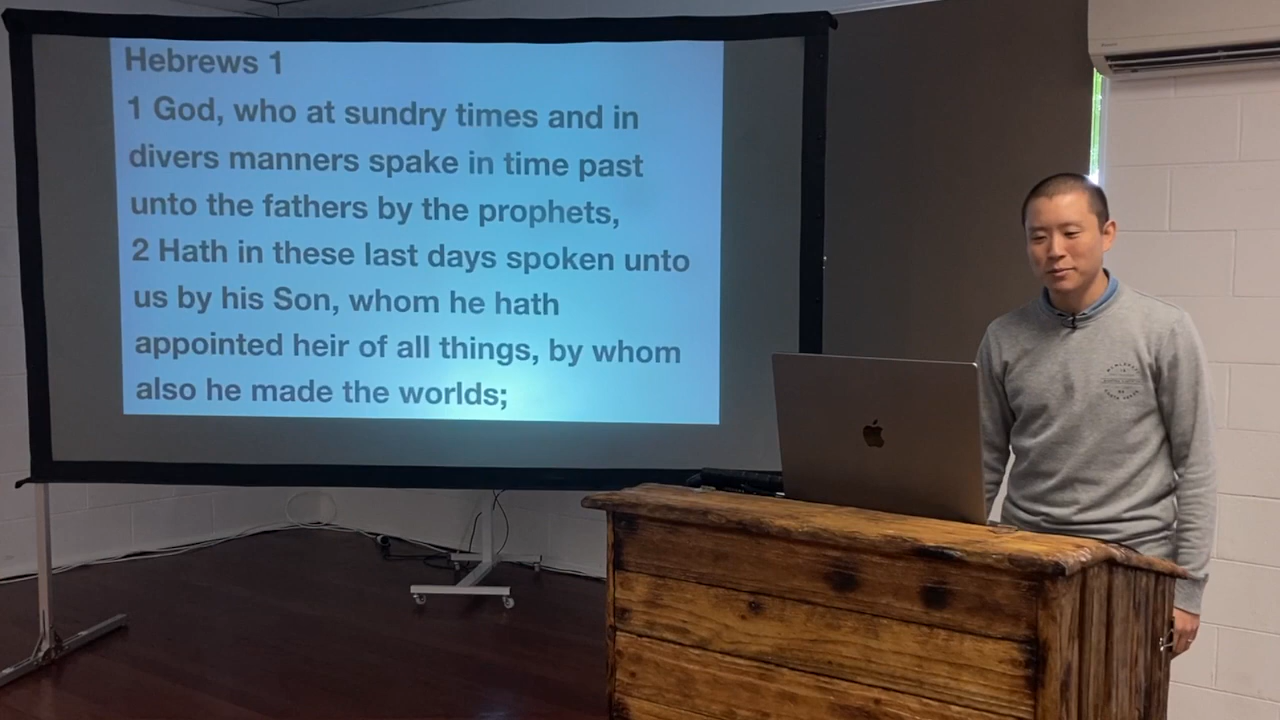 Hebrews 1
1 God, who at sundry times and in
divers manners spake in time past
unto the fathers by the prophets,
2 Hath in these last days spoken unto
us by his Son, whom he hath
appointed heir of all things, by whom
also he made the worlds;